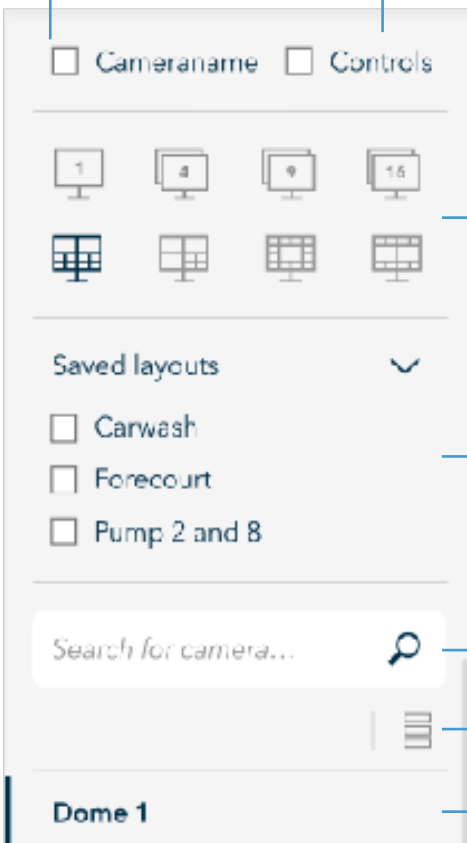 Cameraname Controls
1 4 9 16
Saved layouts
Carwash
Forecourt
Pump 2 and 8
Search for camera...
Dome 1